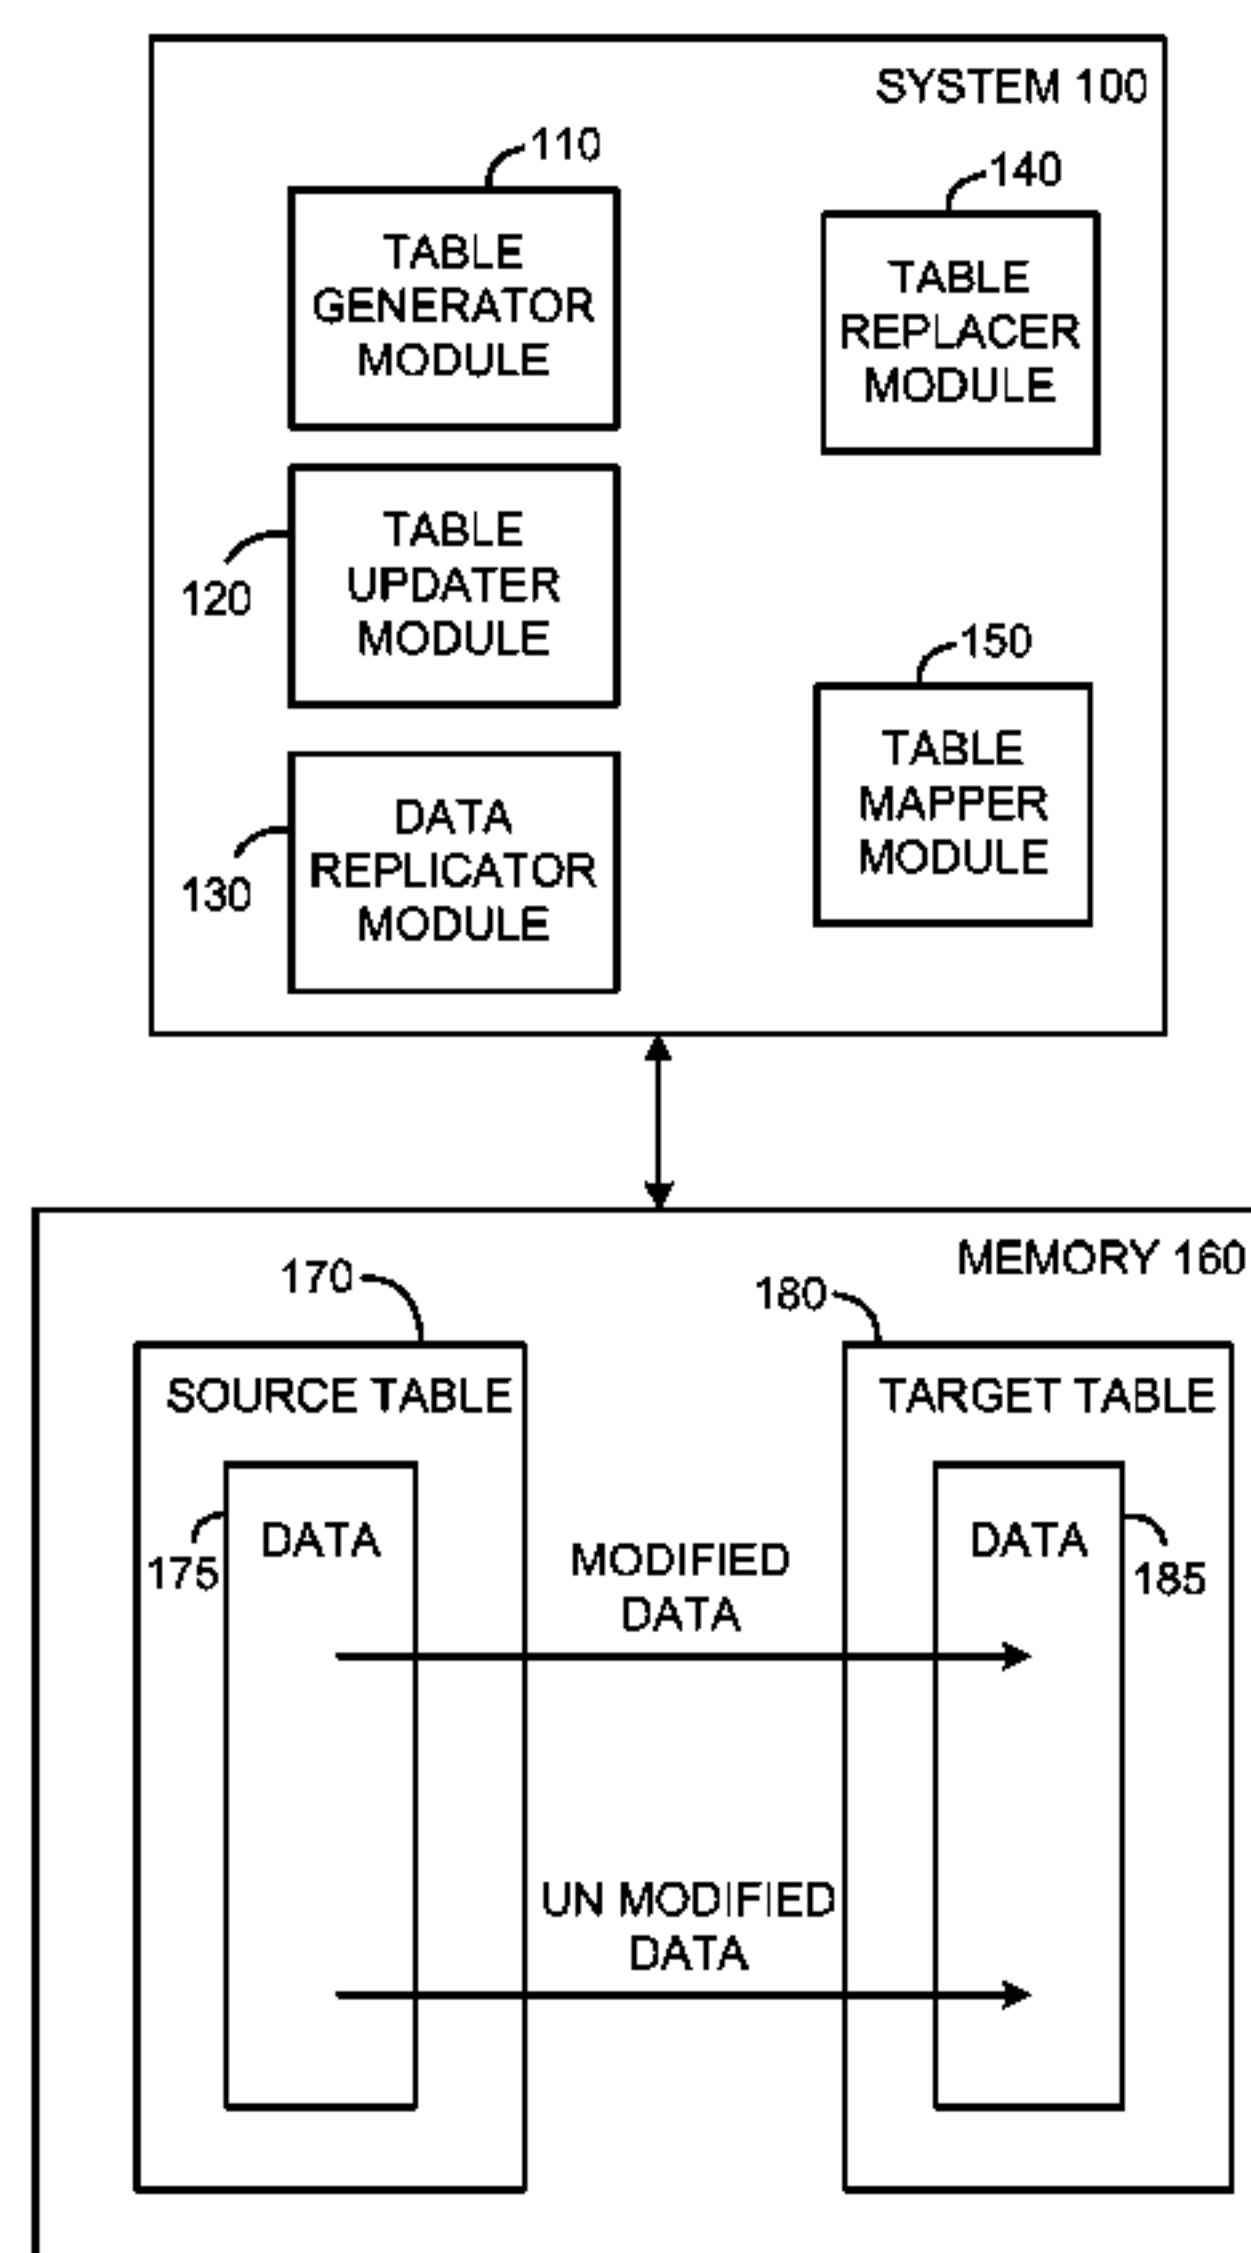 SYSTEM 100
110
TABLE
GENERATOR
MODULE
140
TABLE
REPLACER
MODULE
120
TABLE
UPDATER
MODULE
150
TABLE
MAPPER
MODULE
130
DATA
REPLICATOR
MODULE
MEMORY 160
170
SOURCE TABLE
180
TARGET TABLE
175
DATA
MODIFIED
DATA
DATA
185
UN MODIFIED
DATA